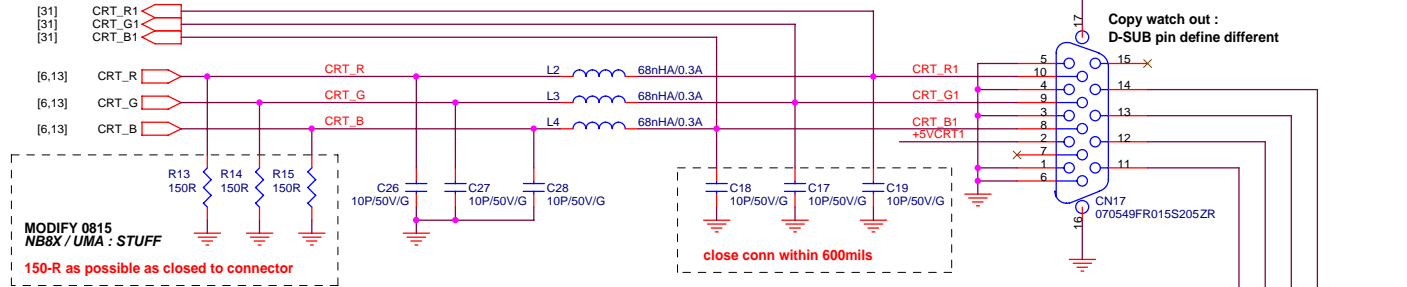 [31] CRT_R1
[31] CRT_G1
[31] CRT_B1
[6,13] CRT_R CRT_R L2 68nHA/0.3A CRT_R1
[6,13] CRT_G CRT_G L3 68nHA/0.3A CRT_G1
[6,13] CRT_B CRT_B L4 68nHA/0.3A CRT_B1
+5VCRT1
R13
150R
R14
150R
R15
150R
MODIFY 0815
NB8X / UMA : STUFF
150-R as possible as closed to connector
C26
10P/50V/G
C27
10P/50V/G
C28
10P/50V/G
C18
10P/50V/G
C17
10P/50V/G
C19
10P/50V/G
close conn within 600mils
Copy watch out :
D-SUB pin define different
17
5
10
4
9
3
8
2
7
1
6
15
14
13
12
11
16
CN17
070549FR015S205ZR